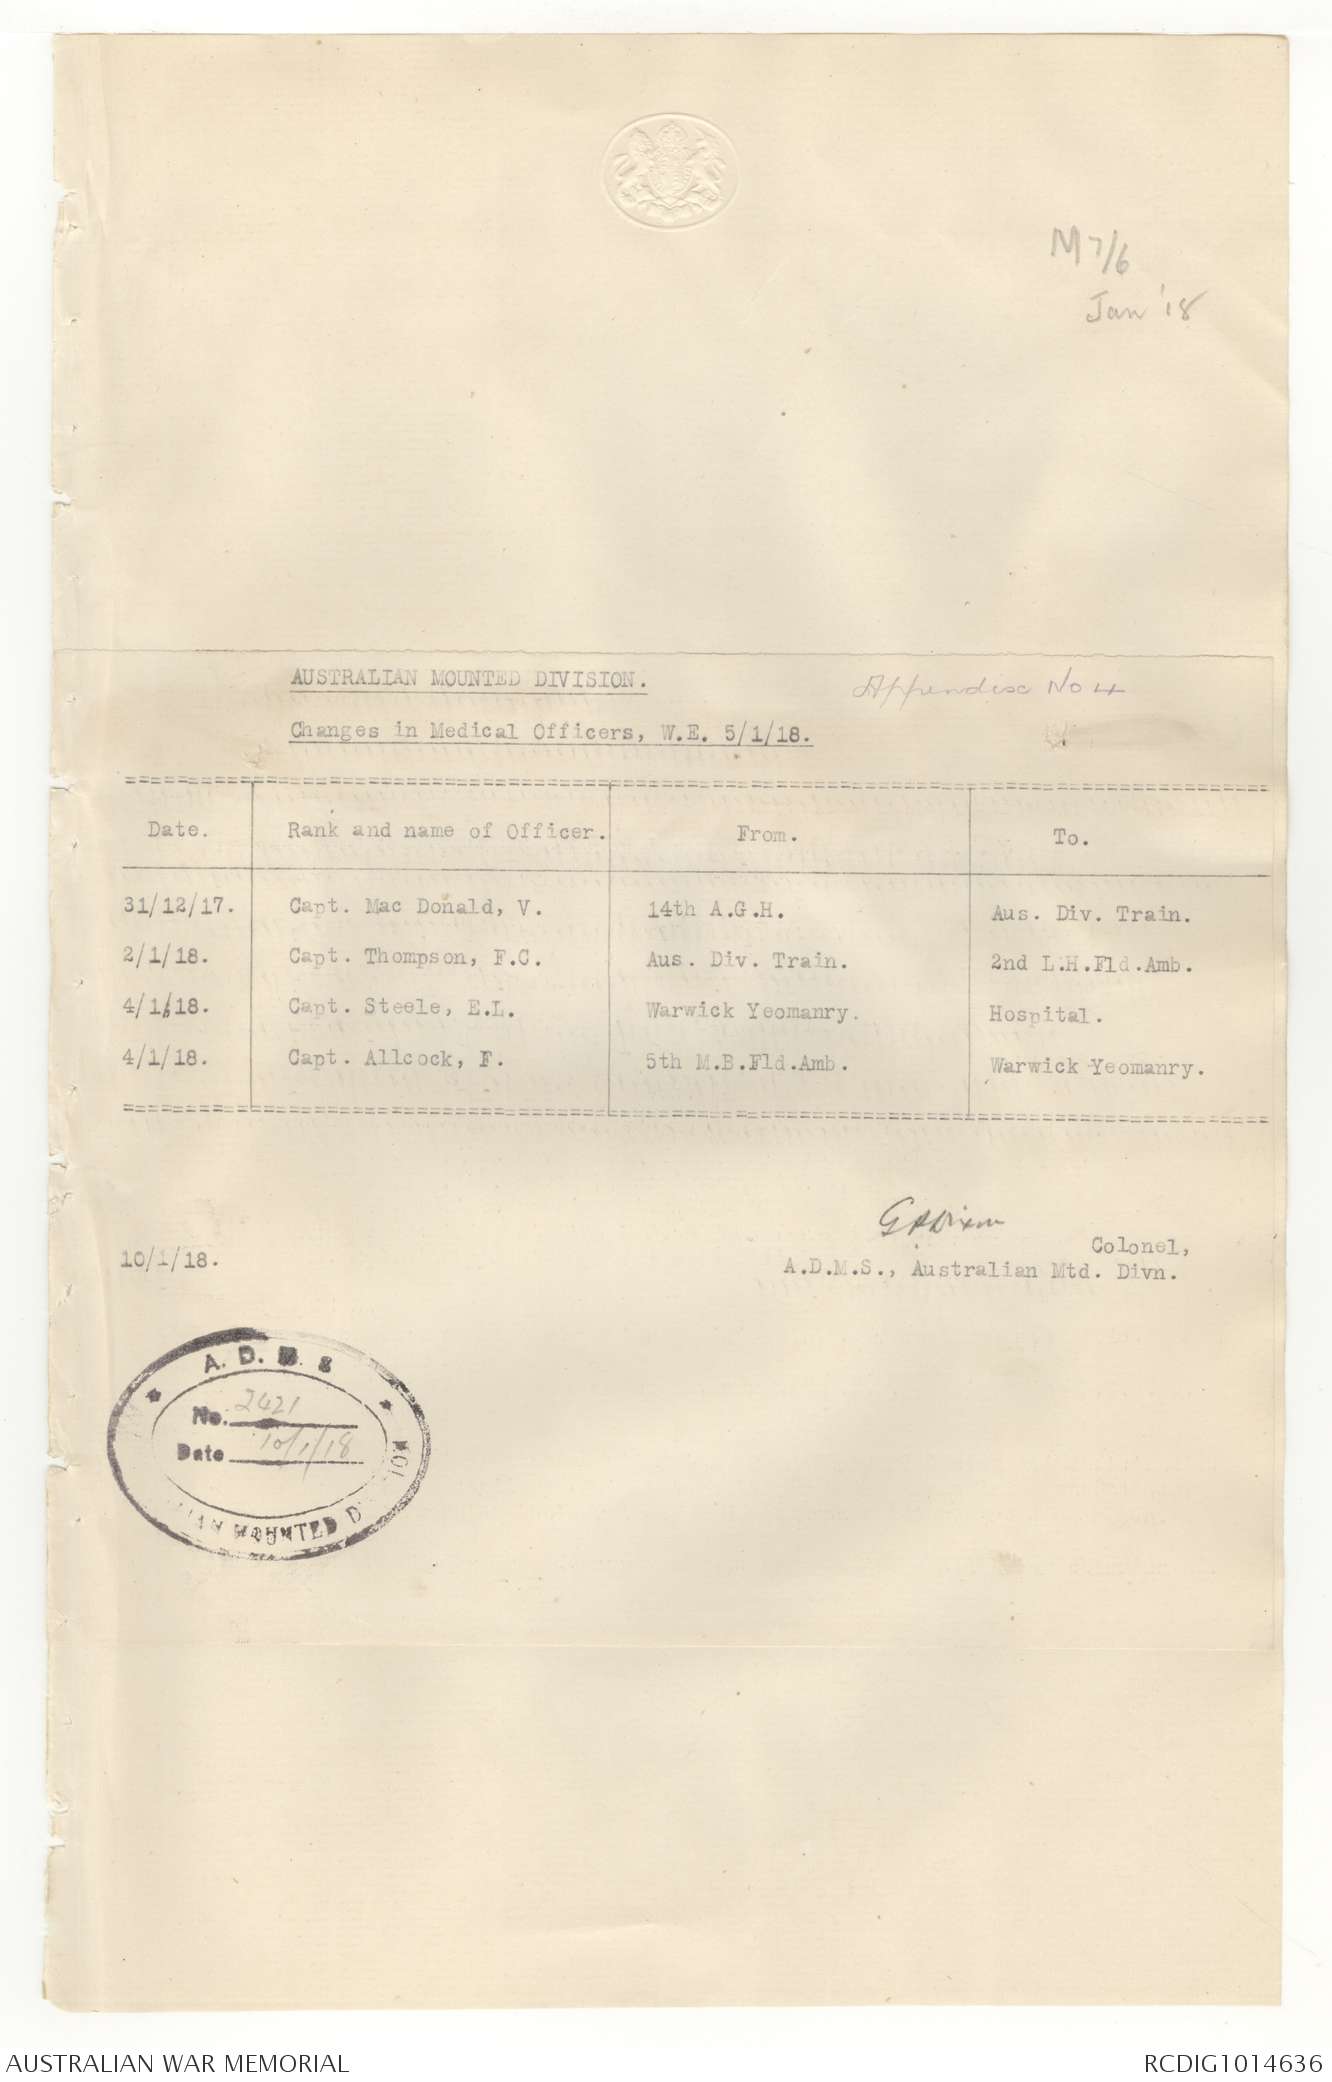 M 7/6
Jan '18
AUSTRALIAN MOUNTED DIVISION.
Appendix No 4
Changes in Medical Officers, W.E. 5/1/18.
Date. Rank and name of Officer. From. To.
31/12/17. Capt. Mac Donald, V. 14th A.G.H. Aus. Div. Train.
2/1/18. Capt. Thompson, F.C. Aus. Div. Train. 2nd L.H.Fld.Amb.
4/1/18. Capt. Steele, E.L. Warwick Yeomanry. Hospital.
4/1/18. Capt. Allcock, F. 5th M.B.Fld.Amb. Warwick Yeomanry.
10/1/18.
Colonel,
A.D.M.S., Australian Mtd. Divn.
A. D. M. S
No. 2421
Date 10/1/18
MOUNTED
AUSTRALIAN WAR MEMORIAL
RCDIG1014636